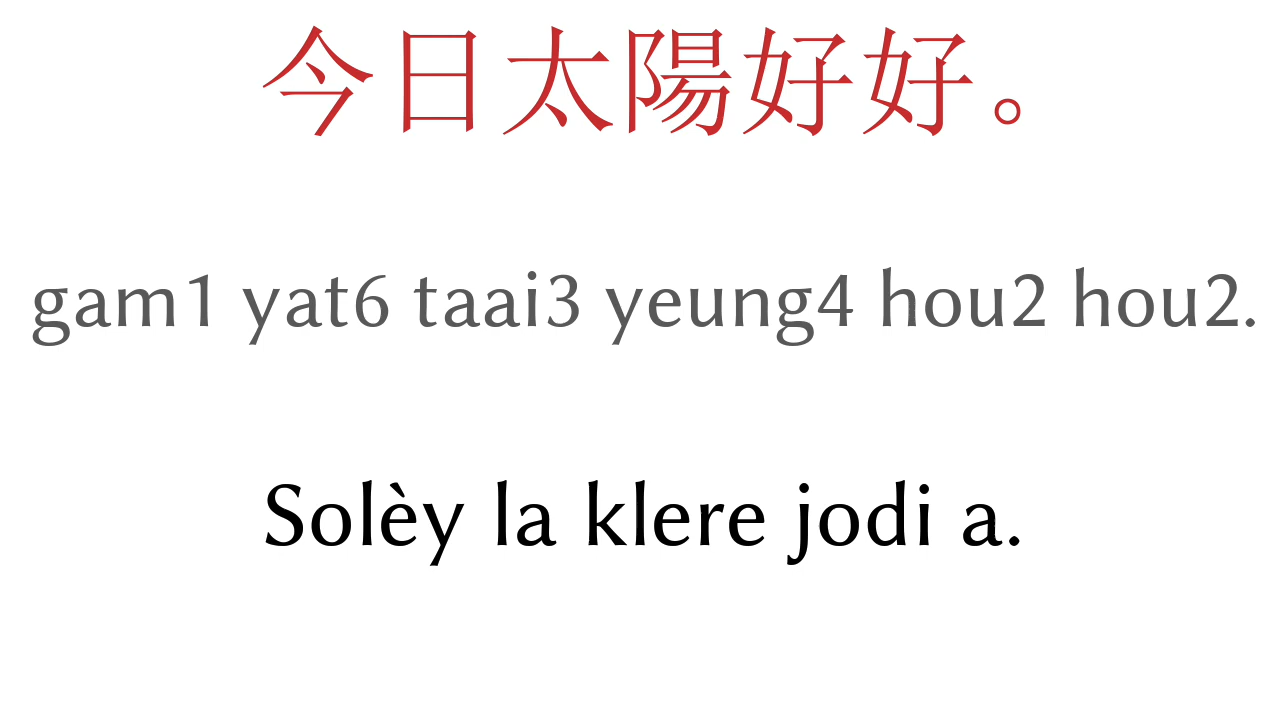 今日太陽好好。
gam1 yat6 taai3 yeung4 hou2 hou2.
Solèy la klere jodi a.